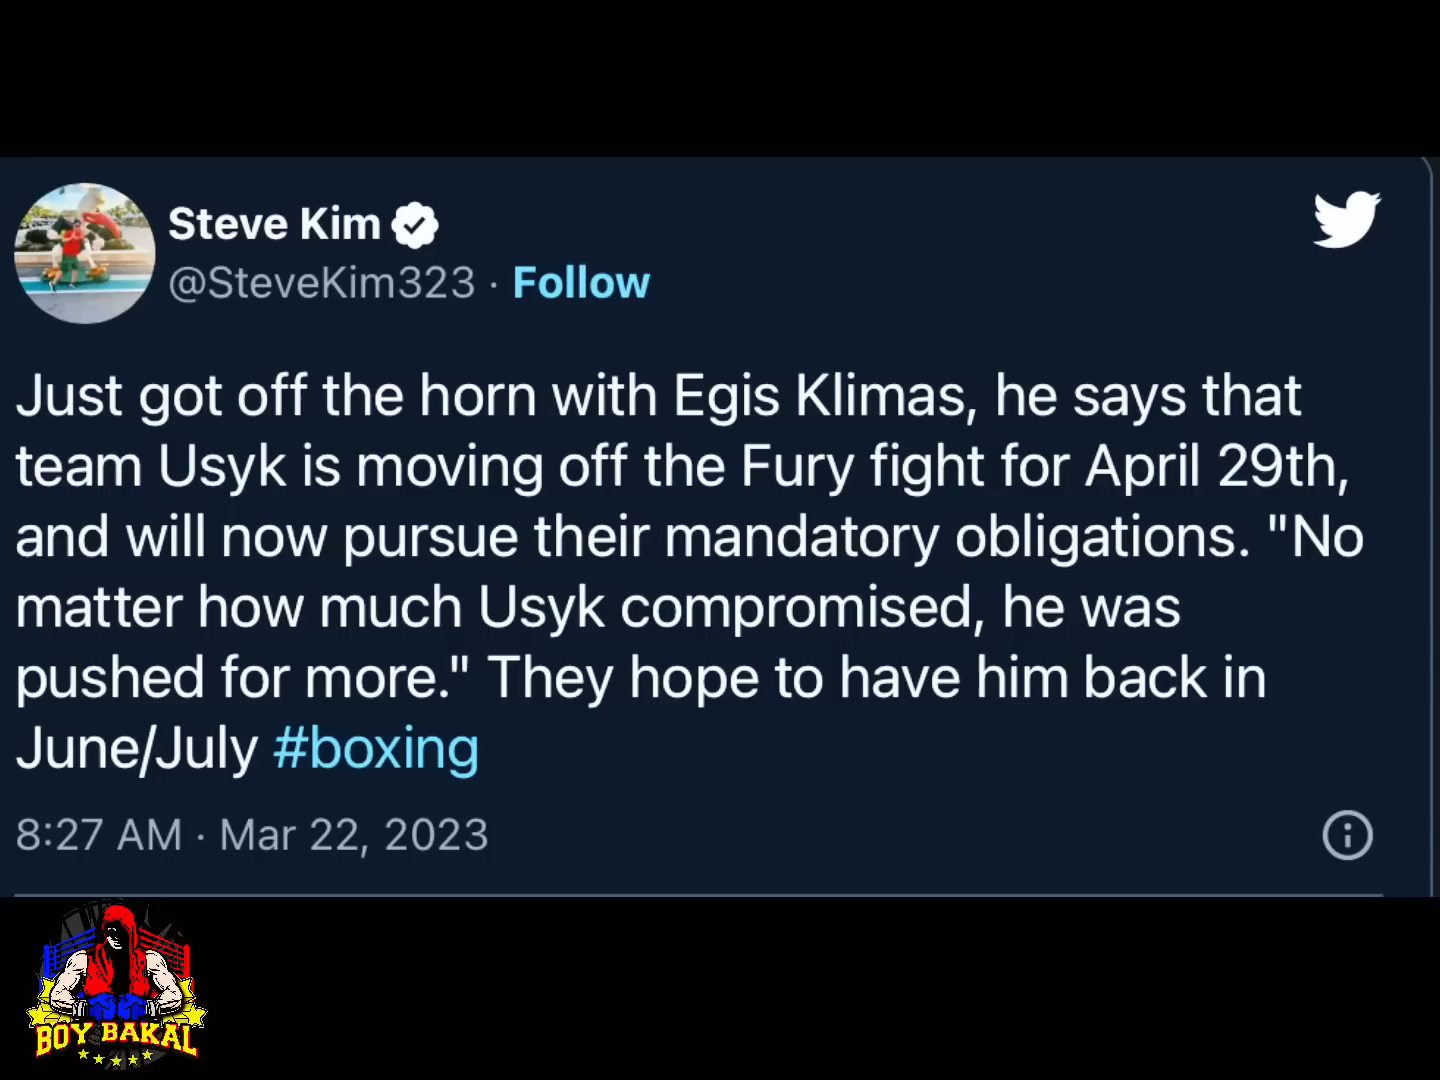 Steve Kim
@SteveKim323 · Follow
Just got off the horn with Egis Klimas, he says that
team Usyk is moving off the Fury fight for April 29th,
and will now pursue their mandatory obligations. "No
matter how much Usyk compromised, he was
pushed for more." They hope to have him back in
June/July #boxing
8:27 AM · Mar 22, 2023
BOY BAKAL